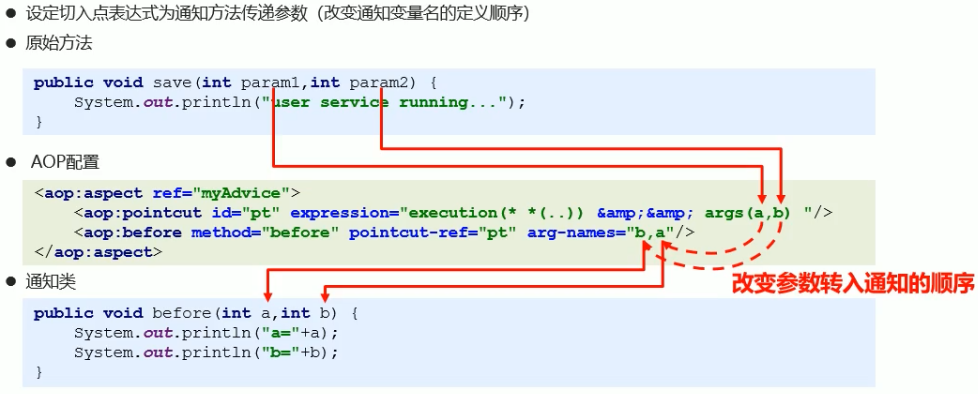 ● 设定切入点表达式为通知方法传递参数（改变通知变量名的定义顺序）
● 原始方法
public void save(int param1,int param2) {
    System.out.println("user service running...");
}
● AOP配置
<aop:aspect ref="myAdvice">
    <aop:pointcut id="pt" expression="execution(* *(..)) &amp;&amp; args(a,b) "/>
    <aop:before method="before" pointcut-ref="pt" arg-names="b,a"/>
</aop:aspect>
改变参数转入通知的顺序
● 通知类
public void before(int a,int b) {
    System.out.println("a="+a);
    System.out.println("b="+b);
}